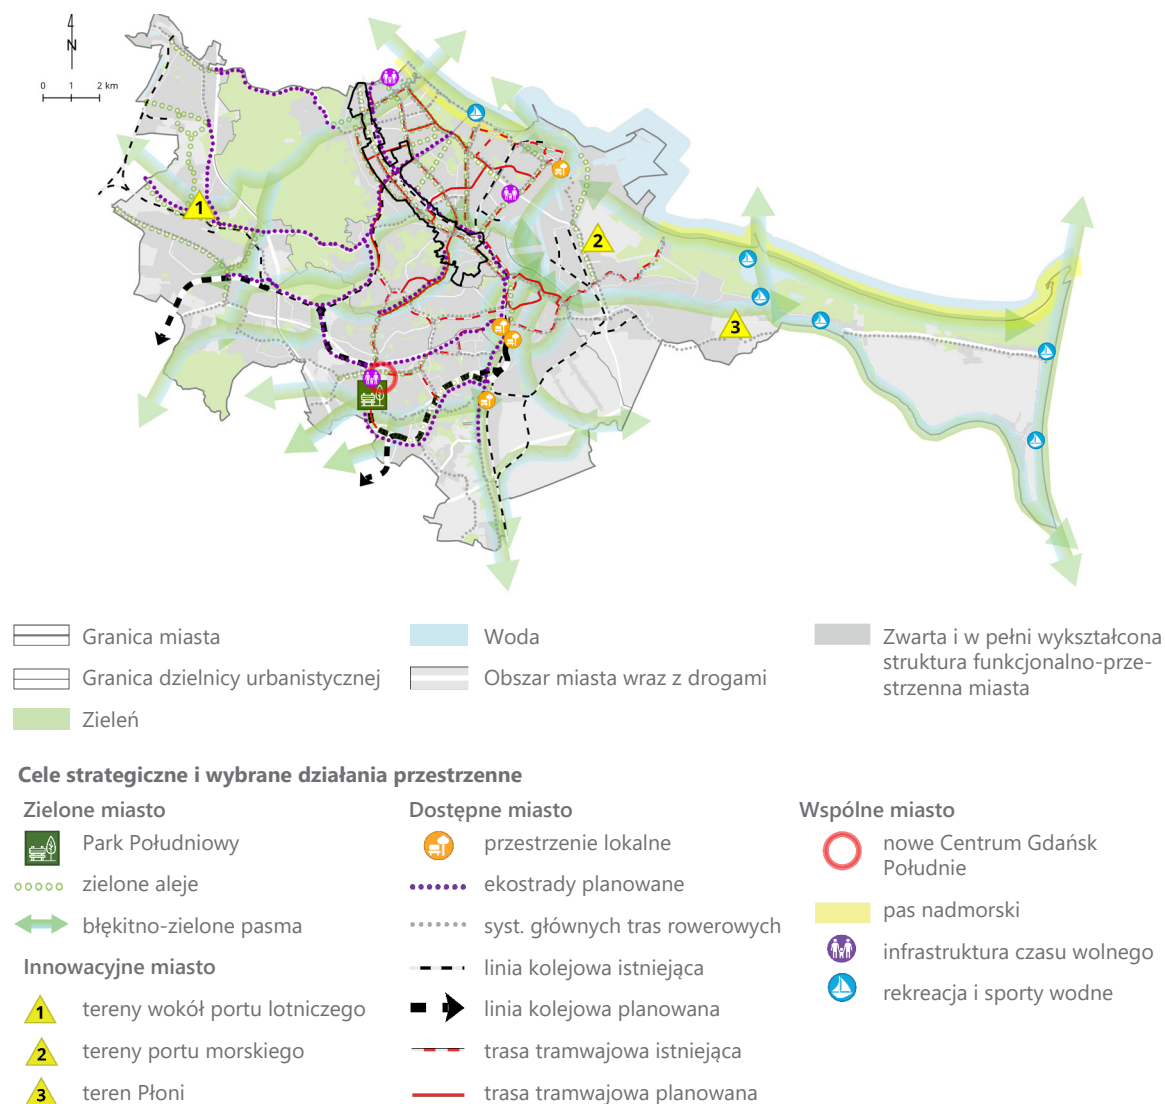 N
0 1 2 km
1
2
3
Granica miasta
Granica dzielnicy urbanistycznej
Zieleń
Woda
Obszar miasta wraz z drogami
Zwarta i w pełni wykształcona
struktura funkcjonalno-prze-
strzenna miasta
Cele strategiczne i wybrane działania przestrzenne
Zielone miasto
Park Południowy
zielone aleje
błękitno-zielone pasma
Innowacyjne miasto
1 tereny wokół portu lotniczego
2 tereny portu morskiego
3 teren Płoni
Dostępne miasto
przestrzenie lokalne
ekostrady planowane
syst. głównych tras rowerowych
linia kolejowa istniejąca
linia kolejowa planowana
trasa tramwajowa istniejąca
trasa tramwajowa planowana
Wspólne miasto
nowe Centrum Gdańsk
Południe
pas nadmorski
infrastruktura czasu wolnego
rekreacja i sporty wodne